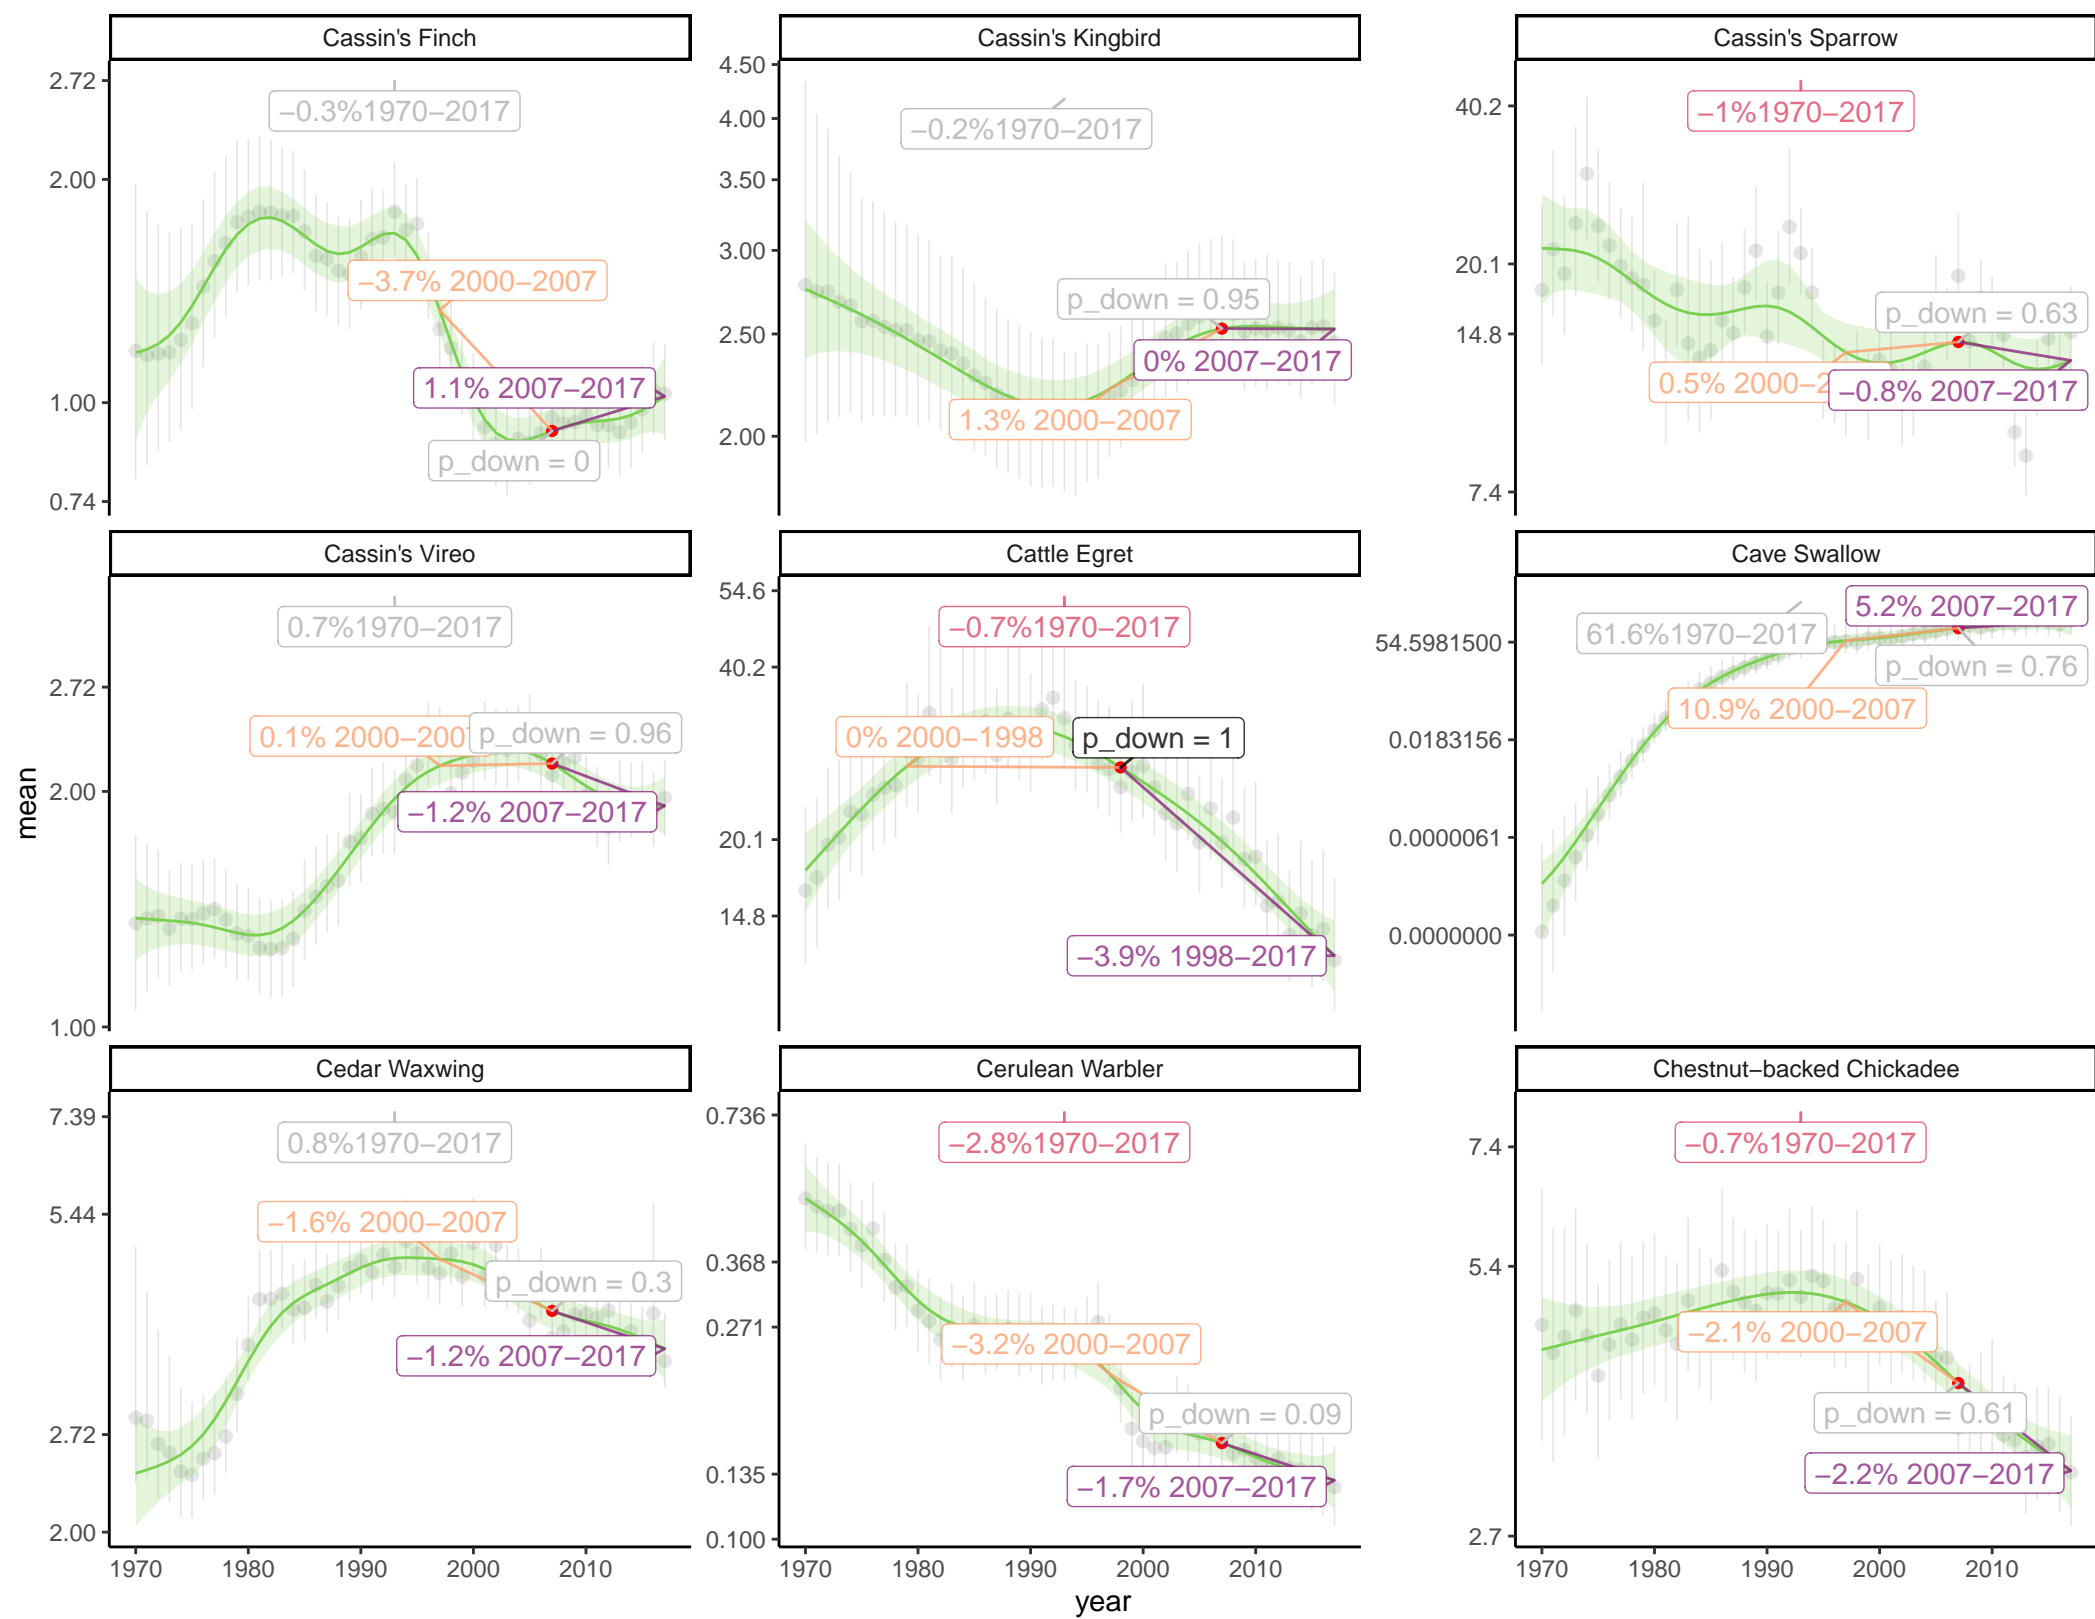 Cassin's Finch
2.72
2.00
1.00
0.74
−0.3%1970−2017
−3.7% 2000−2007
1.1% 2007−2017
p_down = 0
Cassin's Kingbird
4.50
4.00
3.50
3.00
2.50
2.00
−0.2%1970−2017
p_down = 0.95
0% 2007−2017
1.3% 2000−2007
Cassin's Sparrow
40.2
20.1
14.8
7.4
−1%1970−2017
p_down = 0.63
0.5% 2000−2
−0.8% 2007−2017
Cassin's Vireo
2.72
2.00
1.00
0.7%1970−2017
0.1% 2000−200
p_down = 0.96
−1.2% 2007−2017
Cattle Egret
54.6
40.2
20.1
14.8
−0.7%1970−2017
0% 2000−1998
p_down = 1
−3.9% 1998−2017
Cave Swallow
54.5981500
0.0183156
0.0000061
0.0000000
5.2% 2007−2017
61.6%1970−2017
p_down = 0.76
10.9% 2000−2007
Cedar Waxwing
7.39
5.44
2.72
2.00
0.8%1970−2017
−1.6% 2000−2007
p_down = 0.3
−1.2% 2007−2017
1970 1980 1990 2000 2010
Cerulean Warbler
0.736
0.368
0.271
0.135
0.100
−2.8%1970−2017
−3.2% 2000−2007
p_down = 0.09
−1.7% 2007−2017
1970 1980 1990 2000 2010
Chestnut−backed Chickadee
7.4
5.4
2.7
−0.7%1970−2017
−2.1% 2000−2007
p_down = 0.61
−2.2% 2007−2017
1970 1980 1990 2000 2010
mean
year